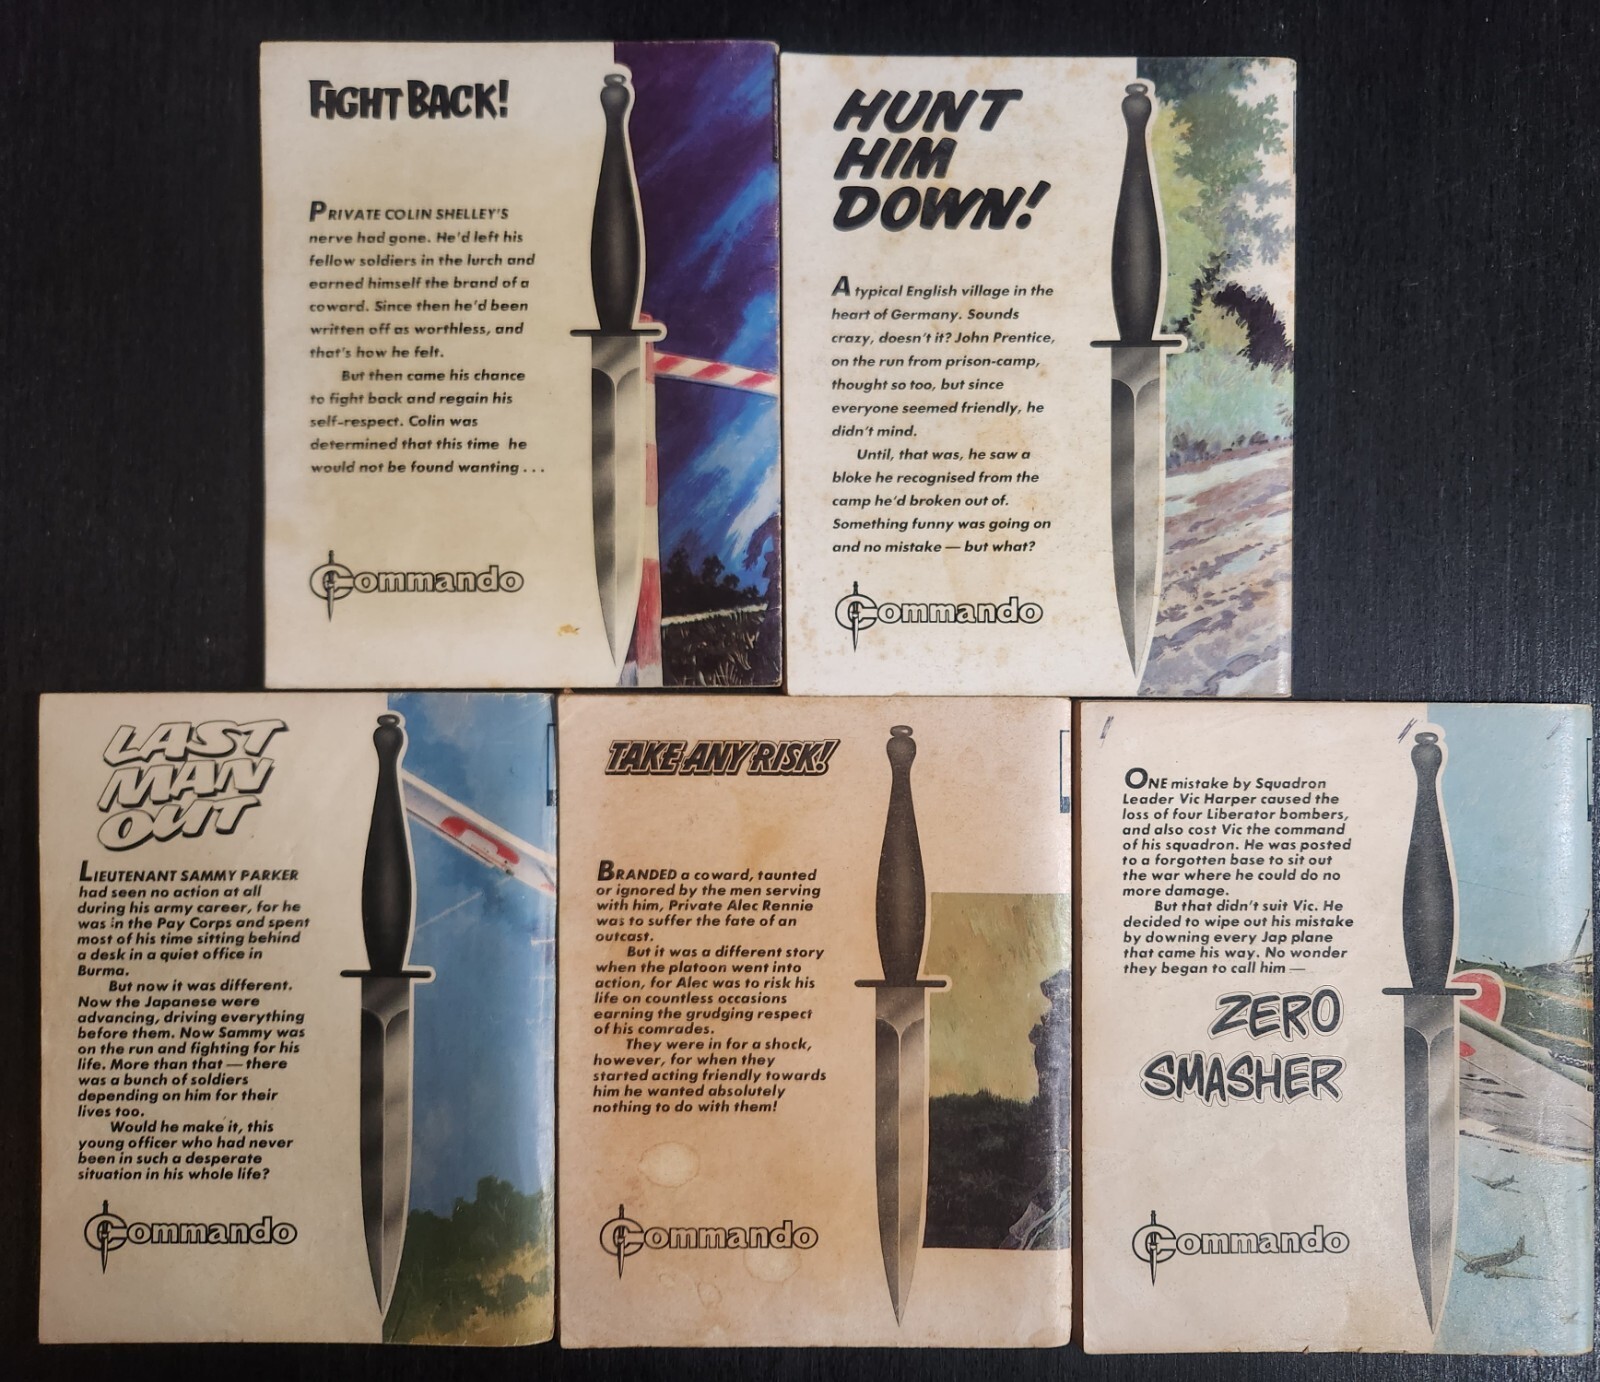 FIGHT BACK!
PRIVATE COLIN SHELLEY'S
nerve had gone. He'd left his
fellow soldiers in the lurch and
earned himself the brand of a
coward. Since then he'd been
written off as worthless, and
that's how he felt.
But then came his chance
to fight back and regain his
self-respect. Colin was
determined that this time he
would not be found wanting . . .
Commando
HUNT
HIM
DOWN!
A typical English village in the
heart of Germany. Sounds
crazy, doesn't it? John Prentice,
on the run from prison-camp,
thought so too, but since
everyone seemed friendly, he
didn't mind.
Until, that was, he saw a
bloke he recognised from the
camp he'd broken out of.
Something funny was going on
and no mistake — but what?
Commando
LAST
MAN
OUT
LIEUTENANT SAMMY PARKER
had seen no action at all
during his army career, for he
was in the Pay Corps and spent
most of his time sitting behind
a desk in a quiet office in
Burma.
But now it was different.
Now the Japanese were
advancing, driving everything
before them. Now Sammy was
on the run and fighting for his
life. More than that — there
was a bunch of soldiers
depending on him for their
lives too.
Would he make it, this
young officer who had never
been in such a desperate
situation in his whole life?
Commando
TAKE ANY RISK!
BRANDED a coward, taunted
or ignored by the men serving
with him, Private Alec Rennie
was to suffer the fate of an
outcast.
But it was a different story
when the platoon went into
action, for Alec was to risk his
life on countless occasions
earning the grudging respect
of his comrades.
They were in for a shock,
however, for when they
started acting friendly towards
him he wanted absolutely
nothing to do with them!
Commando
ONE mistake by Squadron
Leader Vic Harper caused the
loss of four Liberator bombers,
and also cost Vic the command
of his squadron. He was posted
to a forgotten base to sit out
the war where he could do no
more damage.
But that didn't suit Vic. He
decided to wipe out his mistake
by downing every Jap plane
that came his way. No wonder
they began to call him —
ZERO
SMASHER
Commando